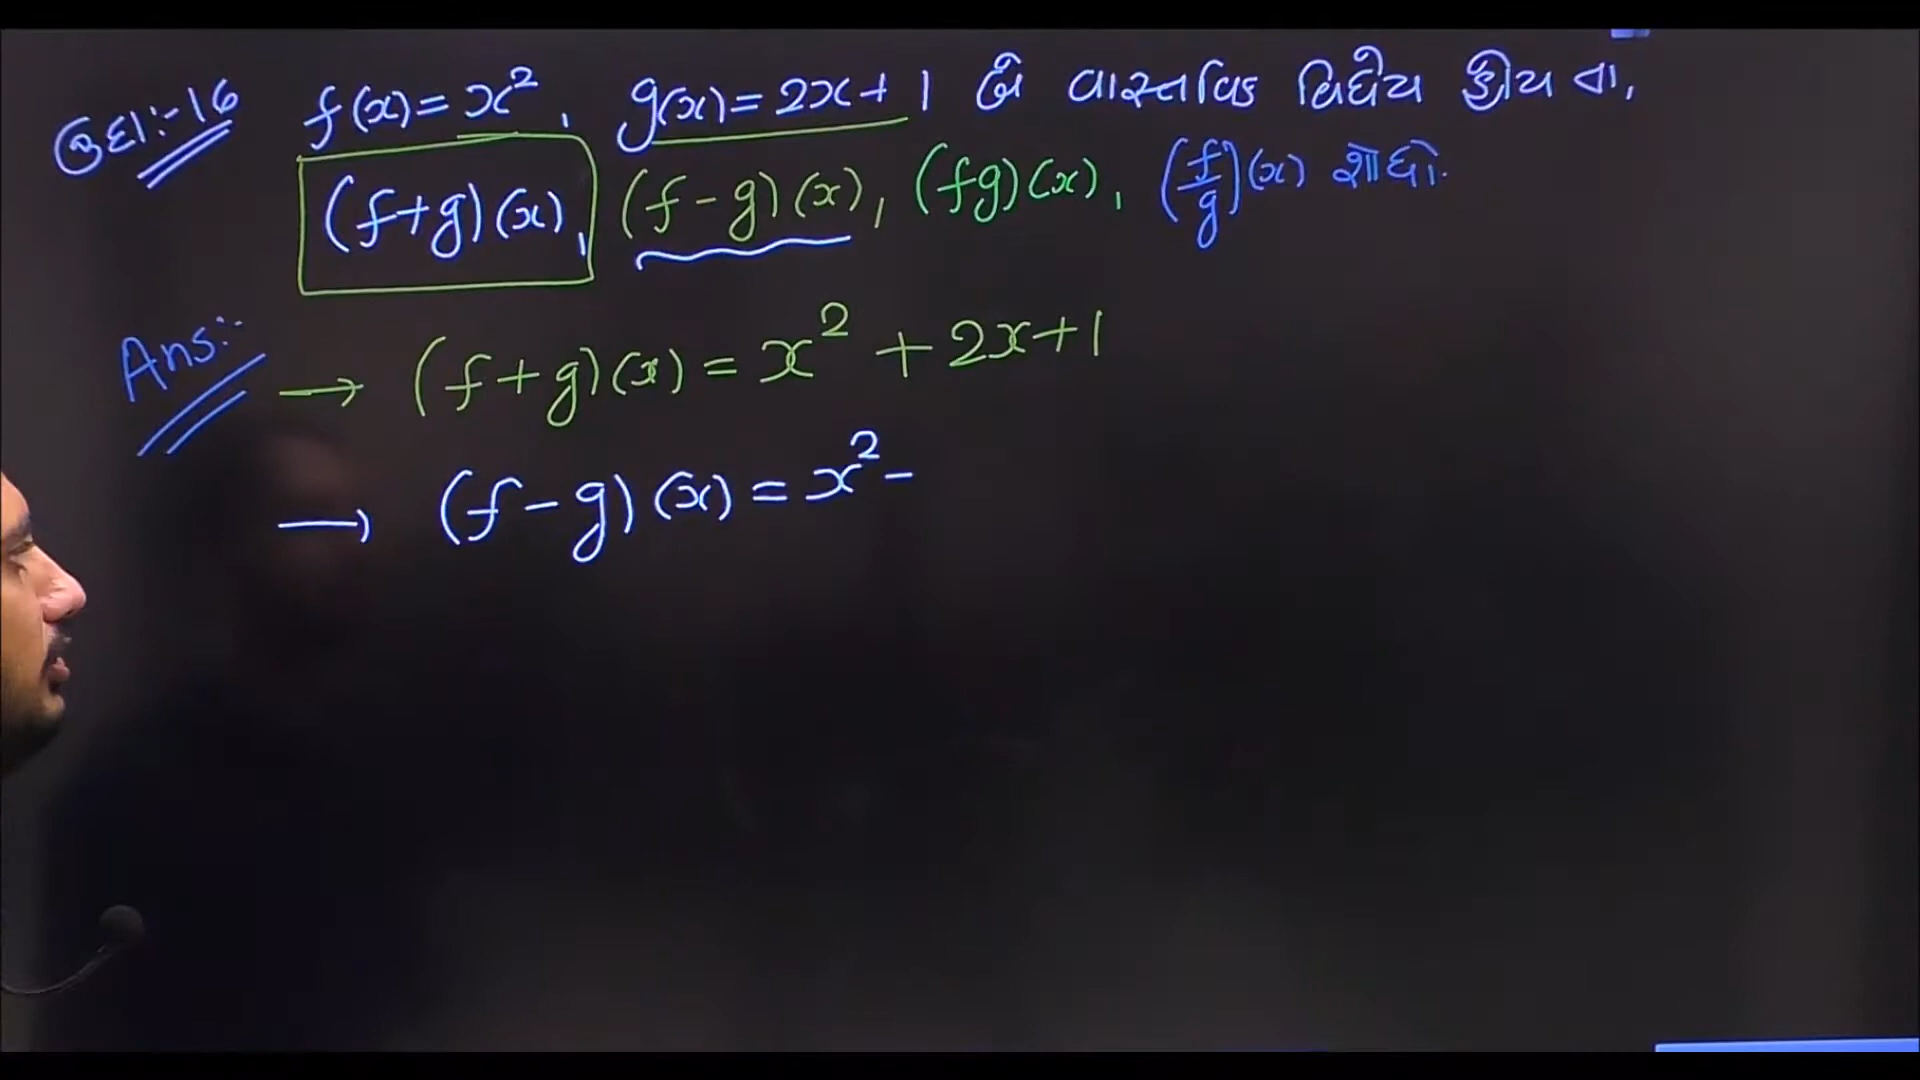 ઉદા:-16 f(x) = x², g(x) = 2x+1 બે વાસ્તવિક વિધેય હોય તો,
(f+g)(x), (f-g)(x), (fg)(x), (f/g)(x) શોધો.
Ans:- → (f+g)(x) = x² + 2x+1
→ (f-g)(x) = x² -